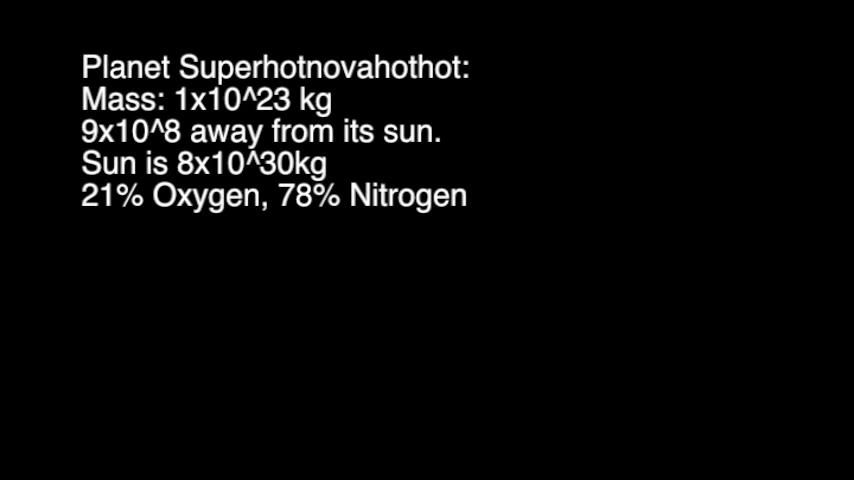 Planet Superhotnovahothot:
Mass: 1x10^23 kg
9x10^8 away from its sun.
Sun is 8x10^30kg
21% Oxygen, 78% Nitrogen